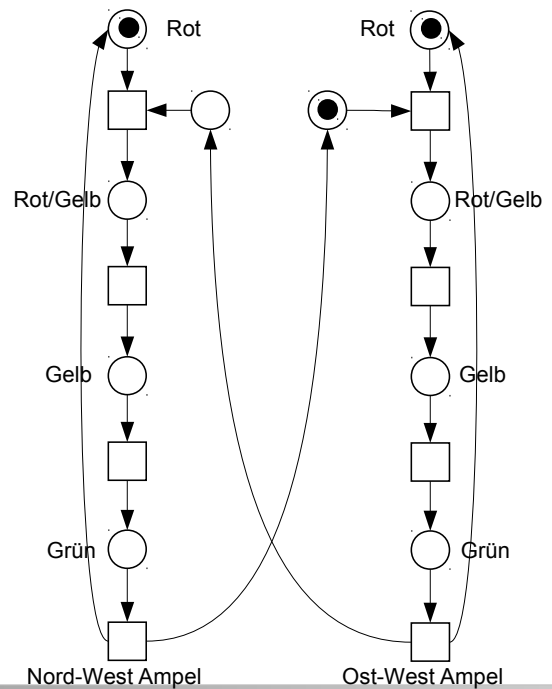 Rot
Rot
Rot/Gelb
Rot/Gelb
Gelb
Gelb
Grün
Grün
Nord-West Ampel
Ost-West Ampel